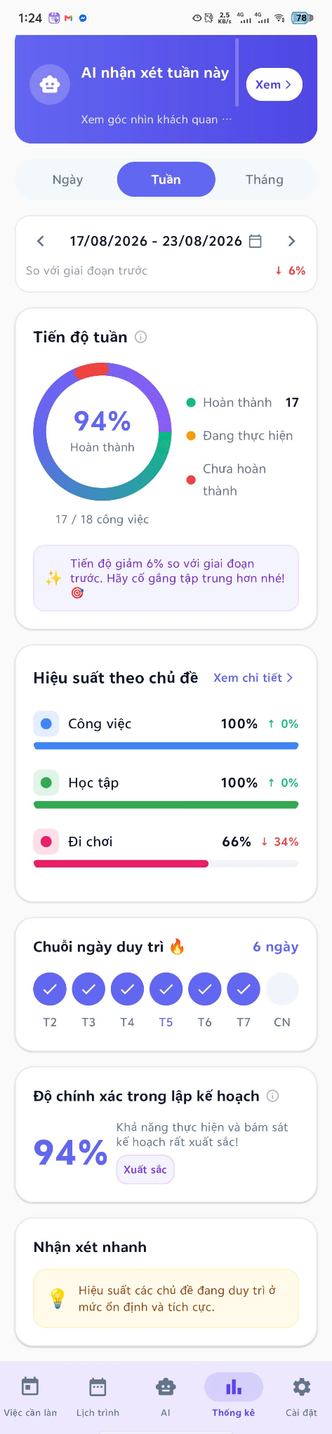 1:24
2,5 KB/s
4G
4G
78
AI nhận xét tuần này
Xem góc nhìn khách quan ...
Xem >
Ngày
Tuần
Tháng
< 17/08/2026 - 23/08/2026 >
So với giai đoạn trước ↓ 6%
Tiến độ tuần
94%
Hoàn thành
17 / 18 công việc
Hoàn thành 17
Đang thực hiện
Chưa hoàn
thành
Tiến độ giảm 6% so với giai đoạn
trước. Hãy cố gắng tập trung hơn nhé!
🎯
Hiệu suất theo chủ đề Xem chi tiết >
Công việc 100% ↑ 0%
Học tập 100% ↑ 0%
Đi chơi 66% ↓ 34%
Chuỗi ngày duy trì 🔥 6 ngày
T2 T3 T4 T5 T6 T7 CN
Độ chính xác trong lập kế hoạch
94%
Khả năng thực hiện và bám sát
kế hoạch rất xuất sắc!
Xuất sắc
Nhận xét nhanh
Hiệu suất các chủ đề đang duy trì ở
mức ổn định và tích cực.
Việc cần làm Lịch trình AI Thống kê Cài đặt